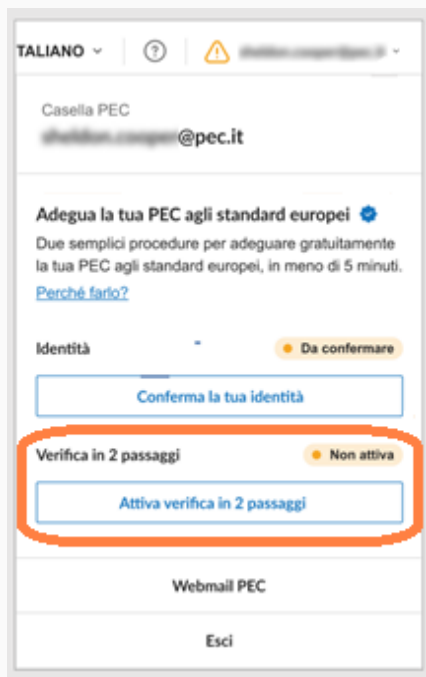 TALIANO
Casella PEC
@pec.it
Adegua la tua PEC agli standard europei
Due semplici procedure per adeguare gratuitamente
la tua PEC agli standard europei, in meno di 5 minuti.
Perché farlo?
Identità Da confermare
Conferma la tua identità
Verifica in 2 passaggi Non attiva
Attiva verifica in 2 passaggi
Webmail PEC
Esci